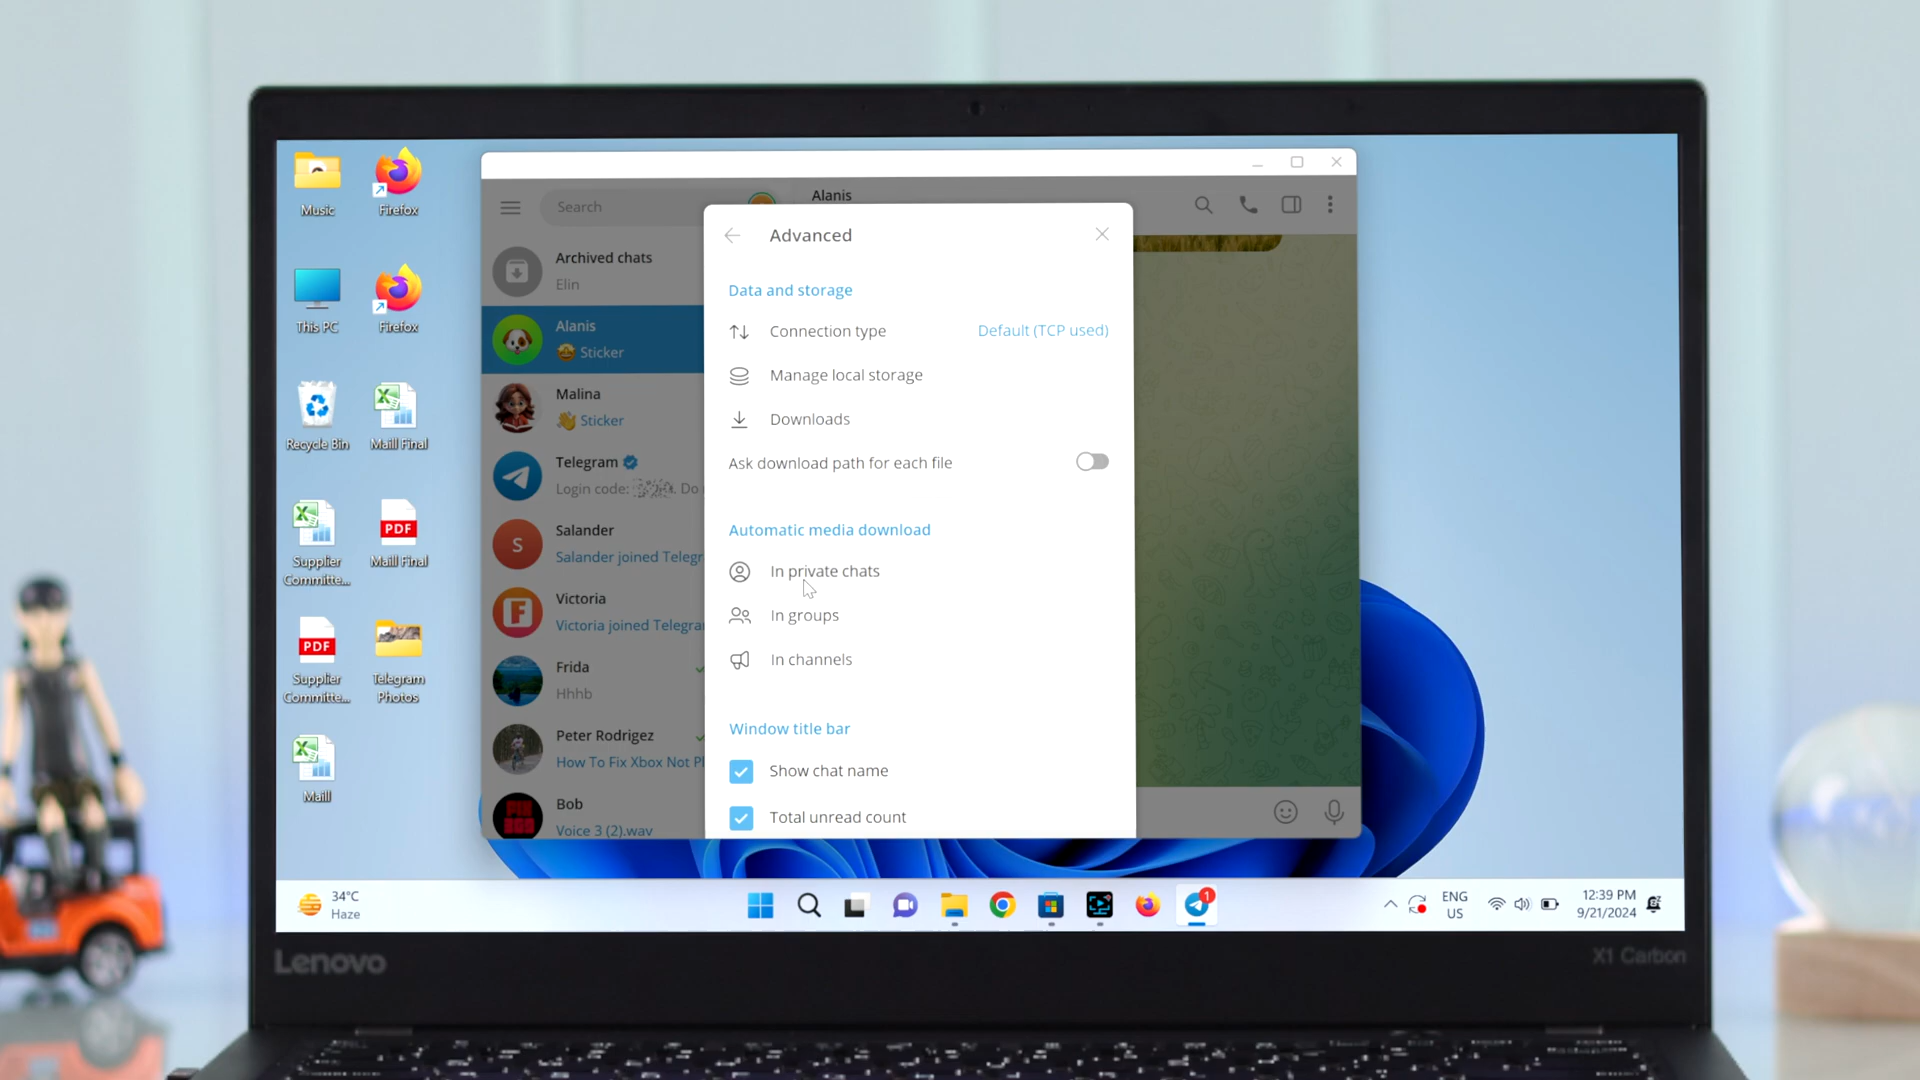 Music
Firefox
This PC
Firefox
Recycle Bin
Maill Final
Supplier
Committe...
Maill Final
Supplier
Committe...
Telegram
Photos
Maill
Search
Archived chats
Elin
Alanis
Sticker
Malina
Sticker
Telegram
Login code:
. Do
S
Salander
Salander joined Telegr
Victoria
Victoria joined Telegra
Frida
Hhhb
Peter Rodrigez
How To Fix Xbox Not P
Bob
Voice 3 (2).wav
Alanis
Advanced
Data and storage
Connection type
Default (TCP used)
Manage local storage
Downloads
Ask download path for each file
Automatic media download
In private chats
In groups
In channels
Window title bar
Show chat name
Total unread count
PDF
PDF
34°C
Haze
1
ENG
US
12:39 PM
9/21/2024
Lenovo
X1 Carbon